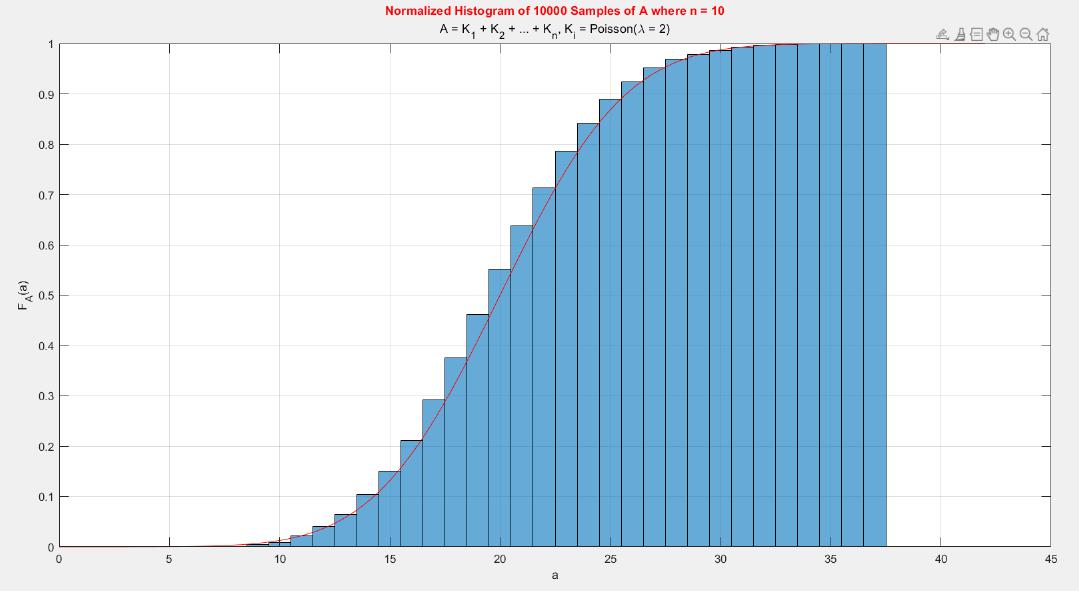 Normalized Histogram of 10000 Samples of A where n = 10
A = K₁ + K₂ + ... + Kₙ, Kᵢ = Poisson(λ = 2)
1
0.9
0.8
0.7
0.6
0.5
0.4
0.3
0.2
0.1
0
F_A(a)
0 5 10 15 20 25 30 35 40 45
a